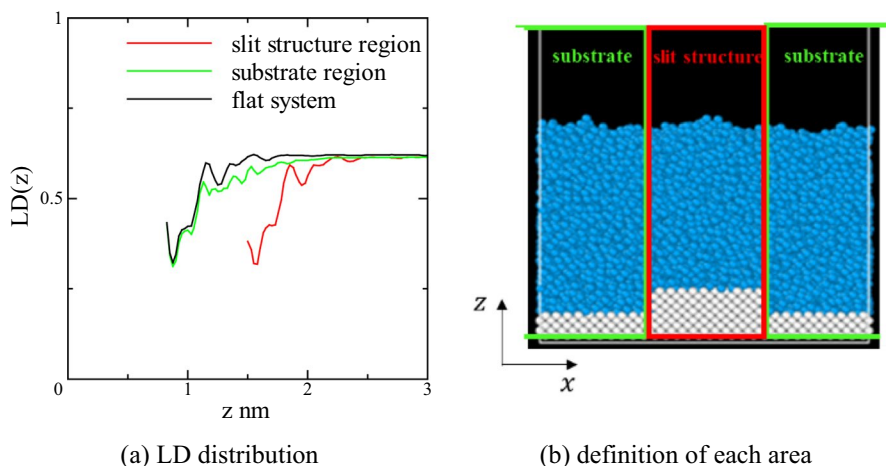 1
slit structure region
substrate region
flat system
LD(z)
0.5
0
0
1
2
3
z nm
(a) LD distribution
substrate
slit structure
substrate
z
x
(b) definition of each area